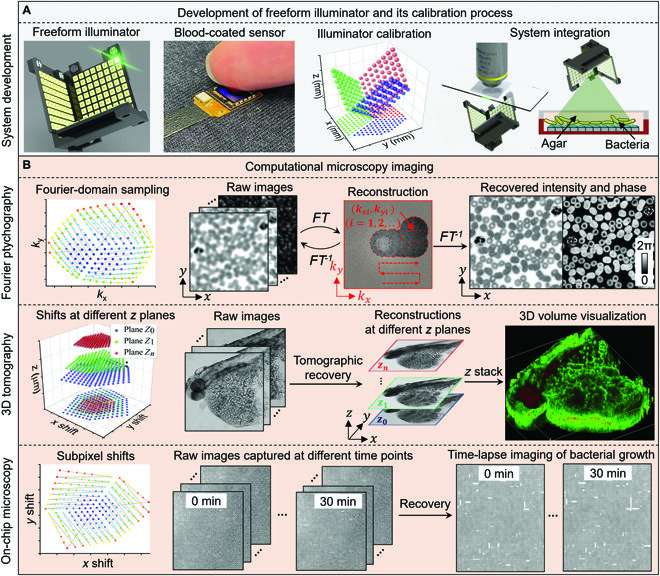 A
Development of freeform illuminator and its calibration process
System development
Freeform illuminator
Blood-coated sensor
Illuminator calibration
System integration
z (mm)
x (mm)
y (mm)
Agar
Bacteria
B
Computational microscopy imaging
Fourier ptychography
Fourier-domain sampling
Raw images
Reconstruction
Recovered intensity and phase
ky
kx
y
x
FT
FT-1
(kxi, kyi)
(i = 1,2,...)
ky
kx
FT-1
y
x
2π
0
3D tomography
Shifts at different z planes
Raw images
Reconstructions
at different z planes
3D volume visualization
Plane Z0
Plane Z1
Plane Zn
z (μm)
x shift
y shift
Tomographic
recovery
zn
z1
z0
z
y
x
z stack
On-chip microscopy
Subpixel shifts
Raw images captured at different time points
Time-lapse imaging of bacterial growth
y shift
x shift
0 min
...
30 min
Recovery
0 min
...
30 min